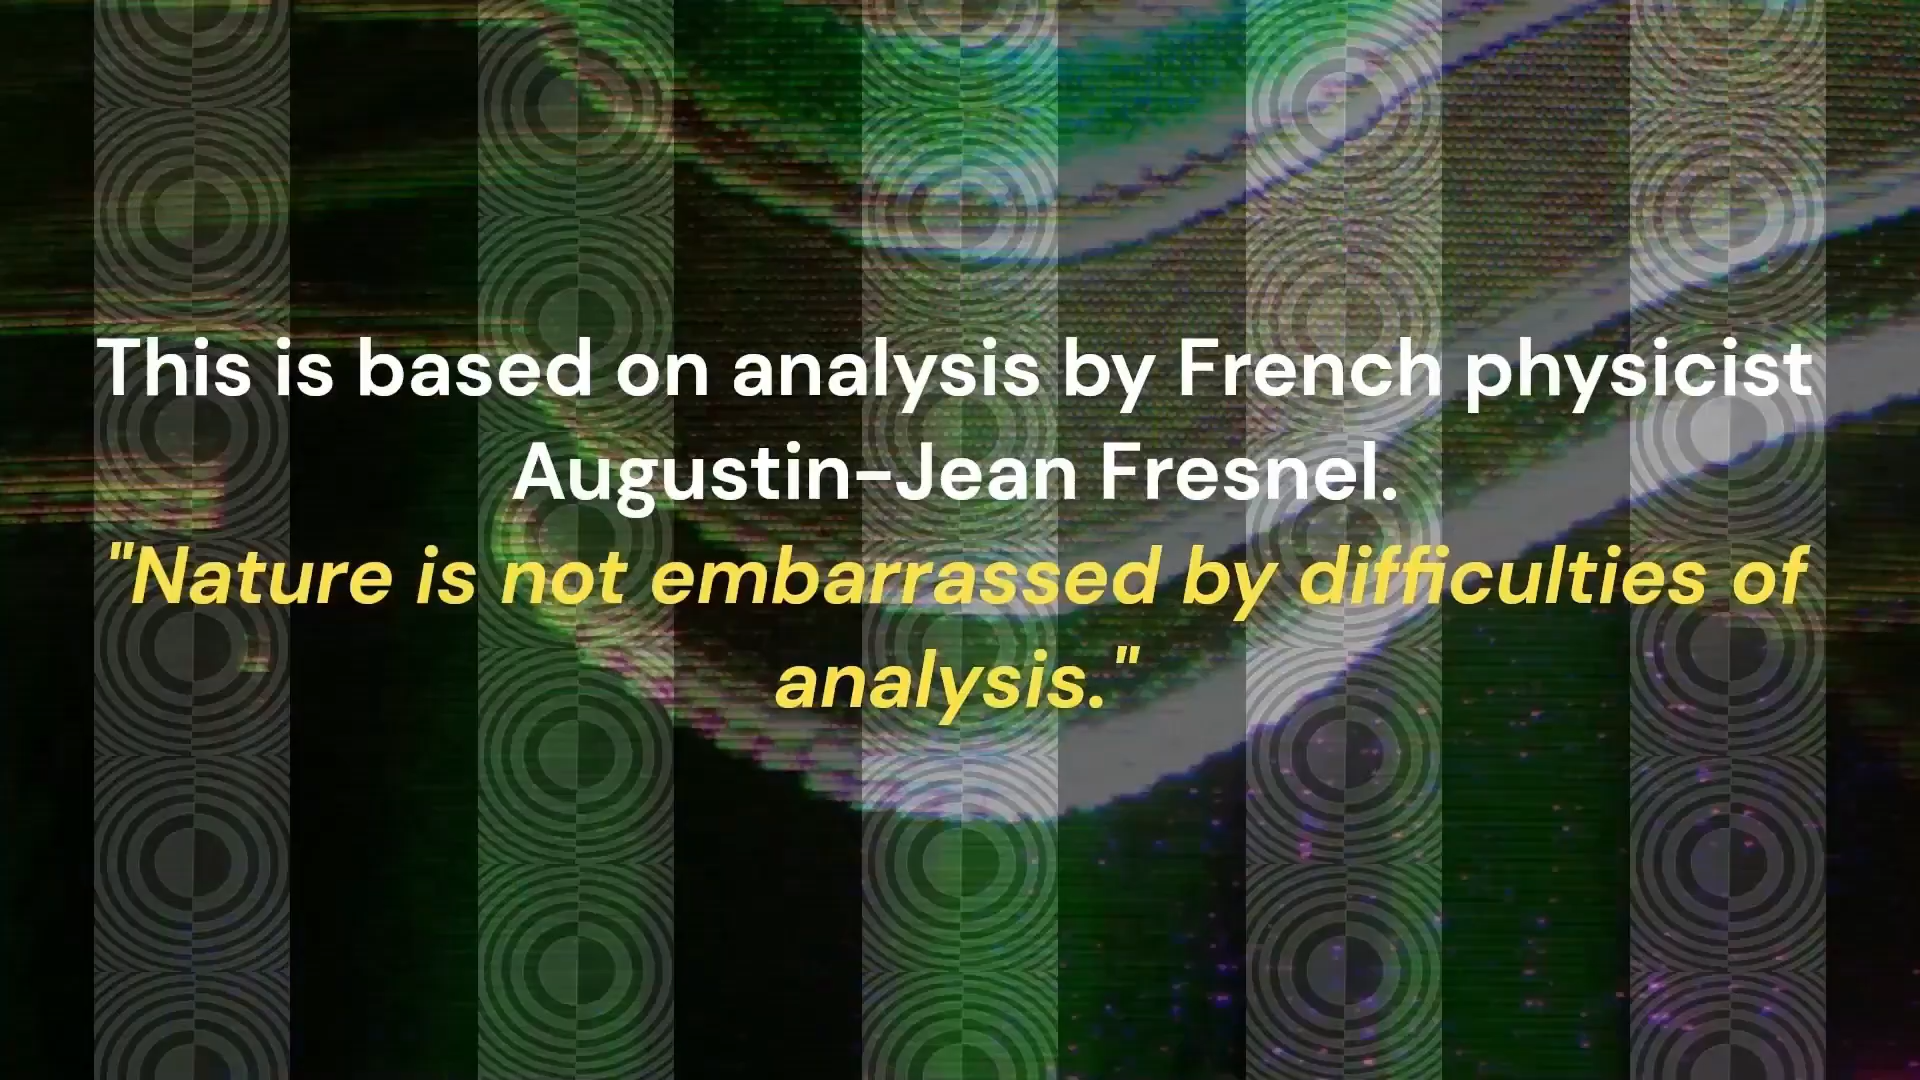 This is based on analysis by French physicist
Augustin-Jean Fresnel.
"Nature is not embarrassed by difficulties of
analysis."